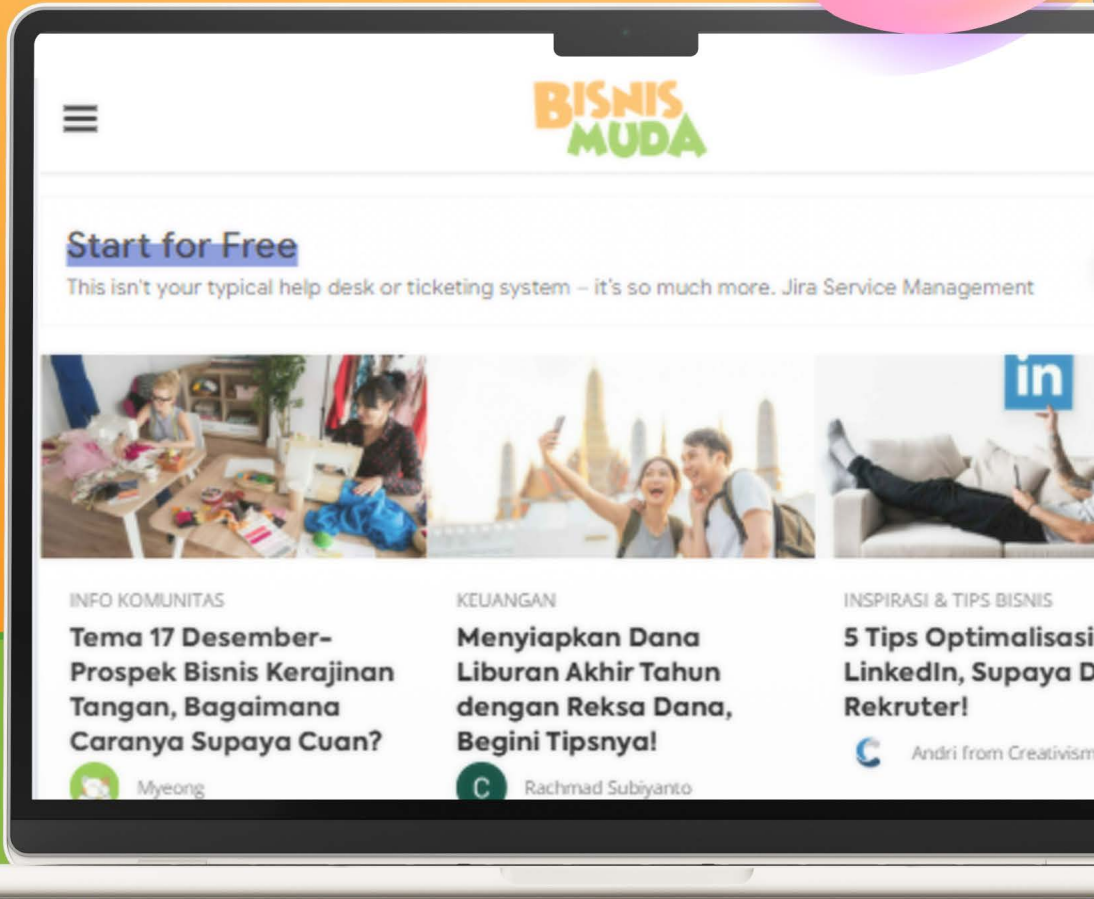 BISNIS
MUDA
Start for Free
This isn't your typical help desk or ticketing system – it's so much more. Jira Service Management
in
INFO KOMUNITAS
Tema 17 Desember-
Prospek Bisnis Kerajinan
Tangan, Bagaimana
Caranya Supaya Cuan?
Myeong
KEUANGAN
Menyiapkan Dana
Liburan Akhir Tahun
dengan Reksa Dana,
Begini Tipsnya!
C
Rachmad Subiyanto
INSPIRASI & TIPS BISNIS
5 Tips Optimalisasi
LinkedIn, Supaya D
Rekruter!
Andri from Creativism